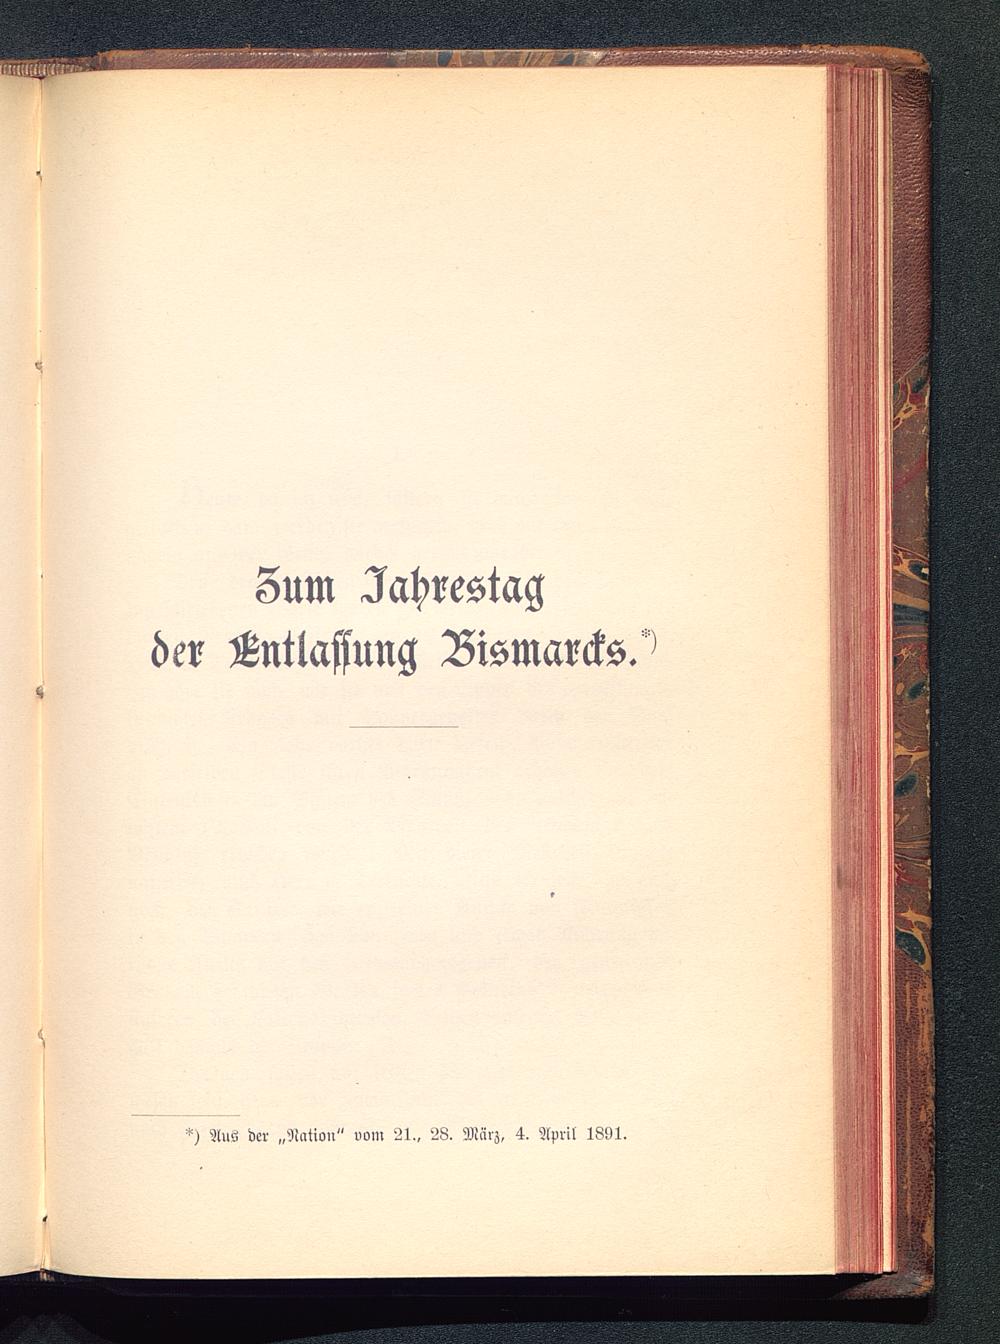 Zum Jahrestag
der Entlassung Bismarcks.*)
*) Aus der „Nation“ vom 21., 28. März, 4. April 1891.